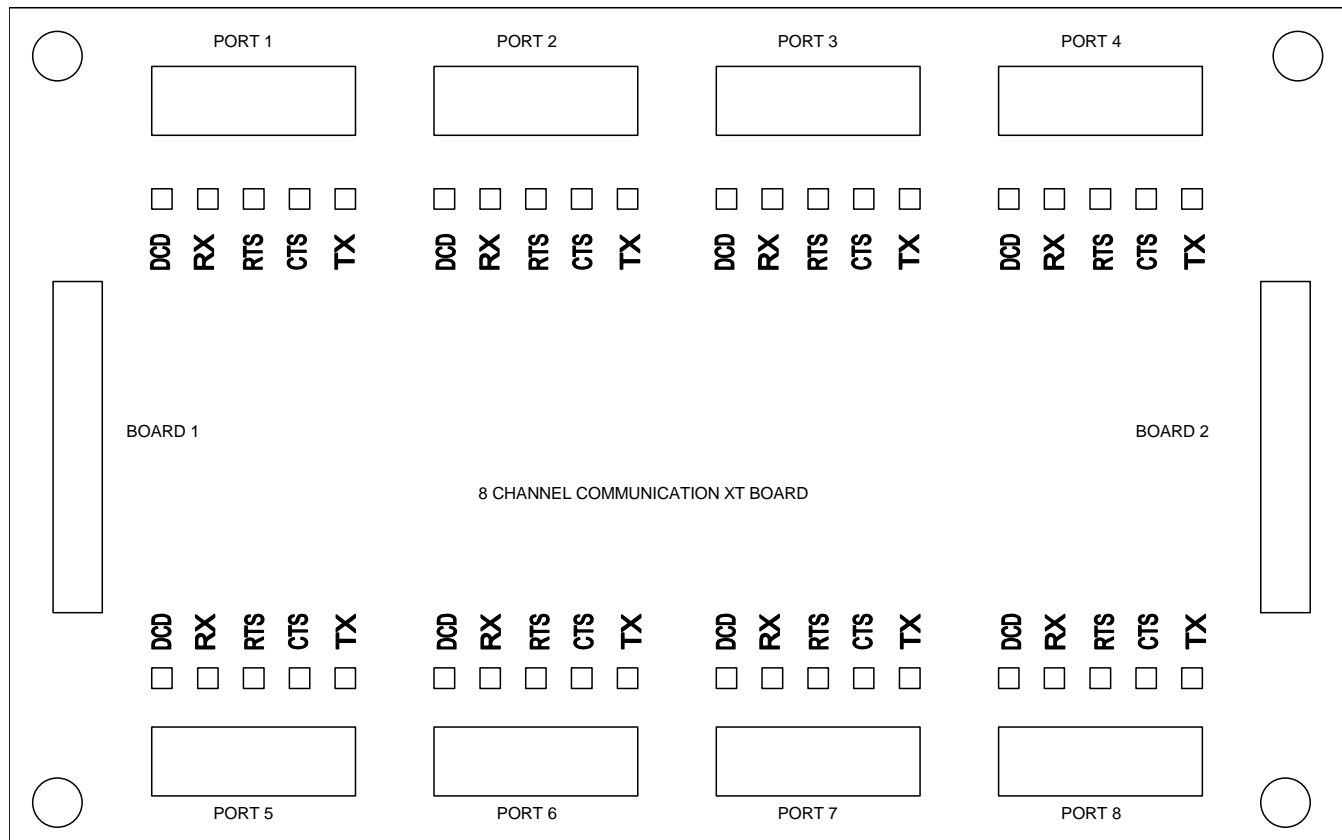 PORT 1 PORT 2 PORT 3 PORT 4
DCD RX RTS CTS TX DCD RX RTS CTS TX DCD RX RTS CTS TX DCD RX RTS CTS TX
BOARD 1 BOARD 2
8 CHANNEL COMMUNICATION XT BOARD
DCD RX RTS CTS TX DCD RX RTS CTS TX DCD RX RTS CTS TX DCD RX RTS CTS TX
PORT 5 PORT 6 PORT 7 PORT 8